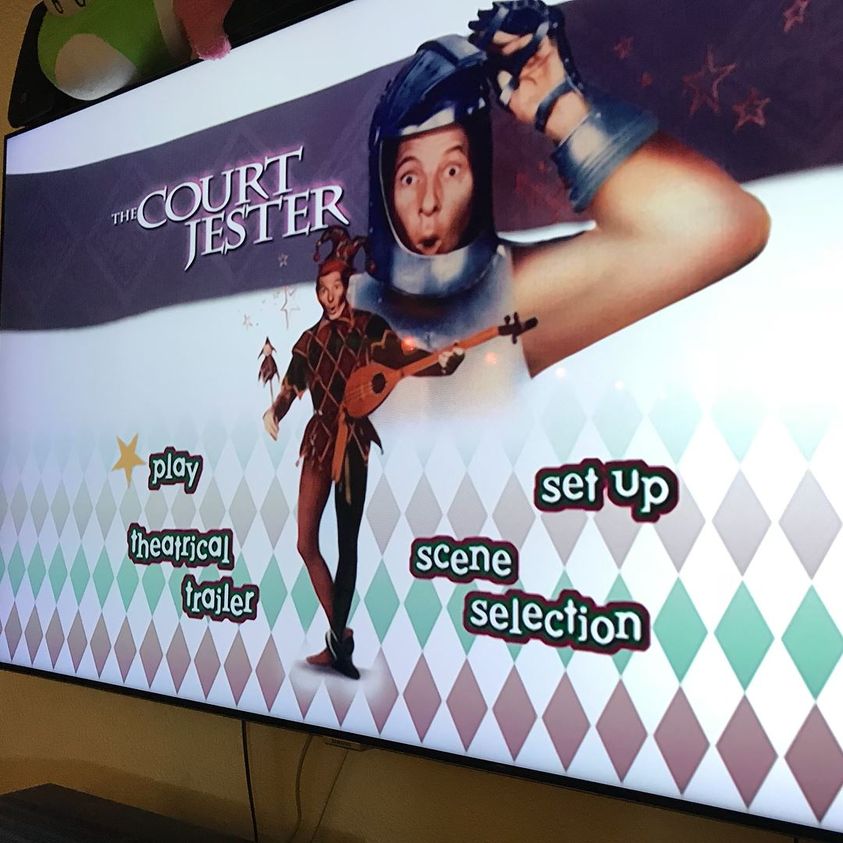 THE COURT
JESTER
play
set up
theatrical
trailer
scene
selection